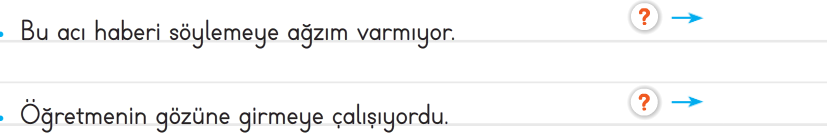 • Bu acı haberi söylemeye ağzım varmıyor. ? →
• Öğretmenin gözüne girmeye çalışıyordu. ? →